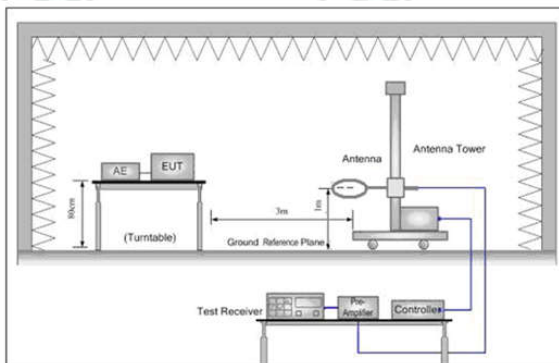 AE
EUT
80cm
(Turntable)
3m
1m
Ground Reference Plane
Antenna
Antenna Tower
Test Receiver
Pre-
Amplifier
Controller